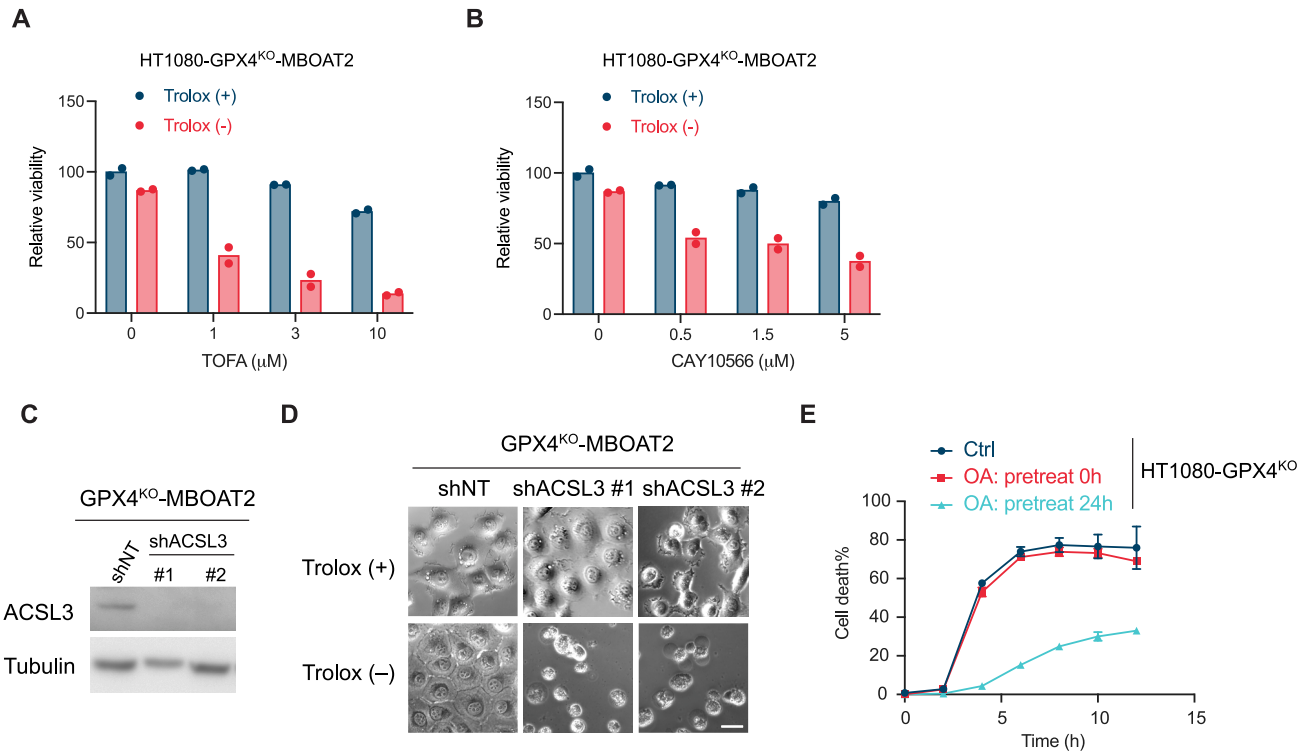 A
HT1080-GPX4KO-MBOAT2
Trolox (+)
Trolox (-)
Relative viability
150
100
50
0
0 1 3 10
TOFA (μM)
B
HT1080-GPX4KO-MBOAT2
Trolox (+)
Trolox (-)
Relative viability
150
100
50
0
0 0.5 1.5 5
CAY10566 (μM)
C
GPX4KO-MBOAT2
shNT
shACSL3
#1 #2
ACSL3
Tubulin
D
GPX4KO-MBOAT2
shNT shACSL3 #1 shACSL3 #2
Trolox (+)
Trolox (–)
E
Ctrl
OA: pretreat 0h
OA: pretreat 24h
HT1080-GPX4KO
Cell death%
100
80
60
40
20
0
0 5 10 15
Time (h)